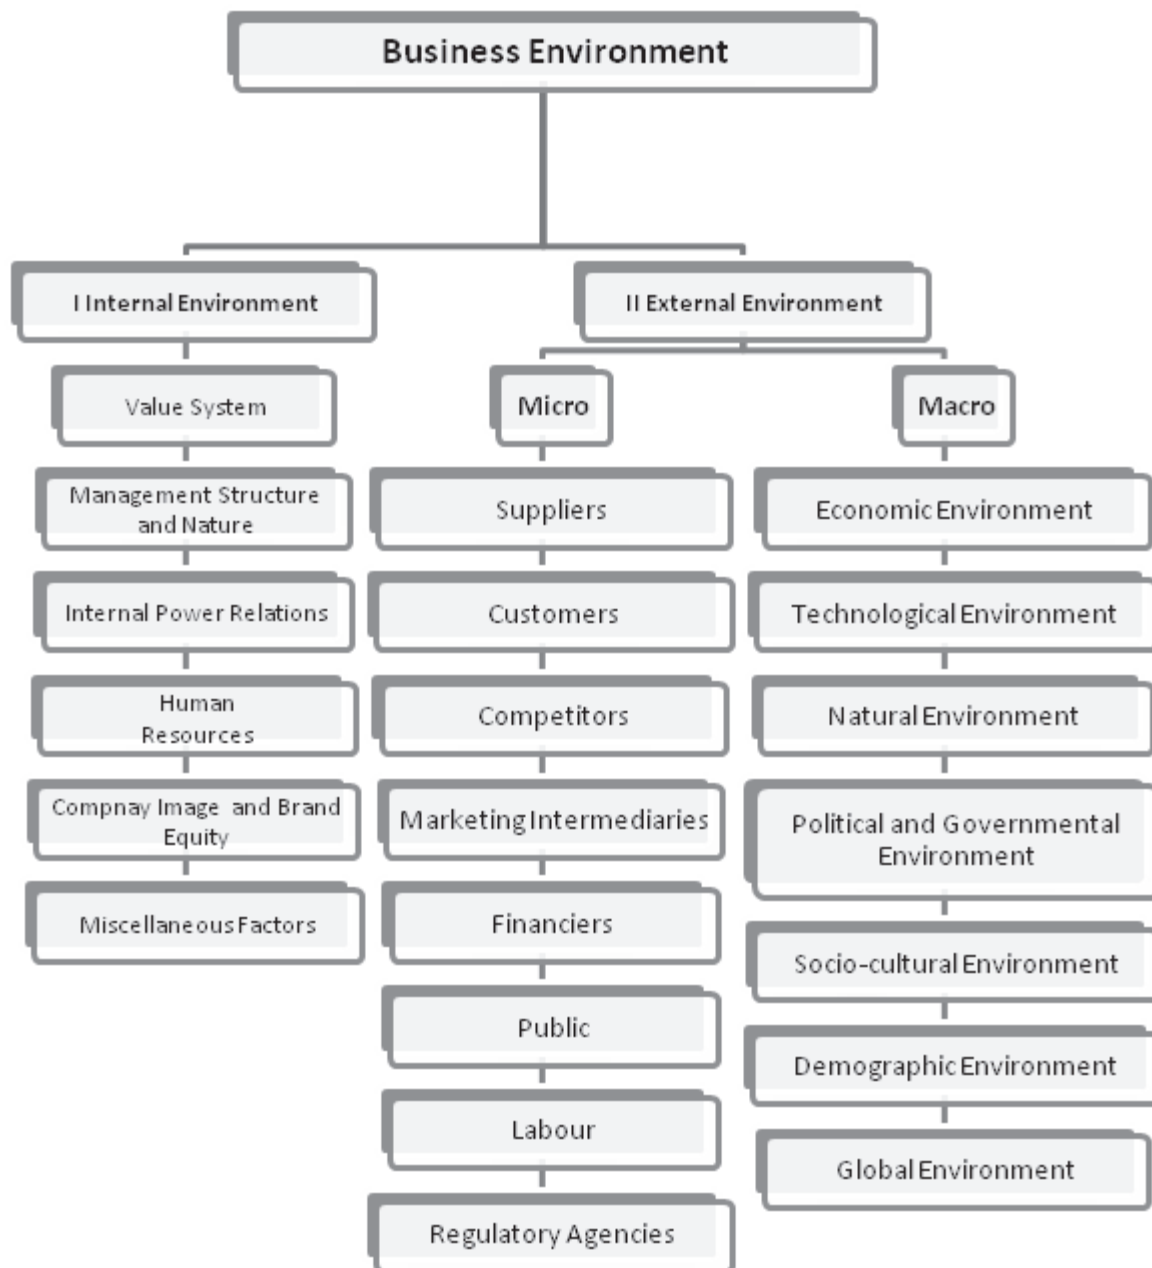 Business Environment
I Internal Environment
II External Environment
Value System
Management Structure
and Nature
Internal Power Relations
Human
Resources
Compnay Image and Brand
Equity
Miscellaneous Factors
Micro
Suppliers
Customers
Competitors
Marketing Intermediaries
Financiers
Public
Labour
Regulatory Agencies
Macro
Economic Environment
Technological Environment
Natural Environment
Political and Governmental
Environment
Socio-cultural Environment
Demographic Environment
Global Environment